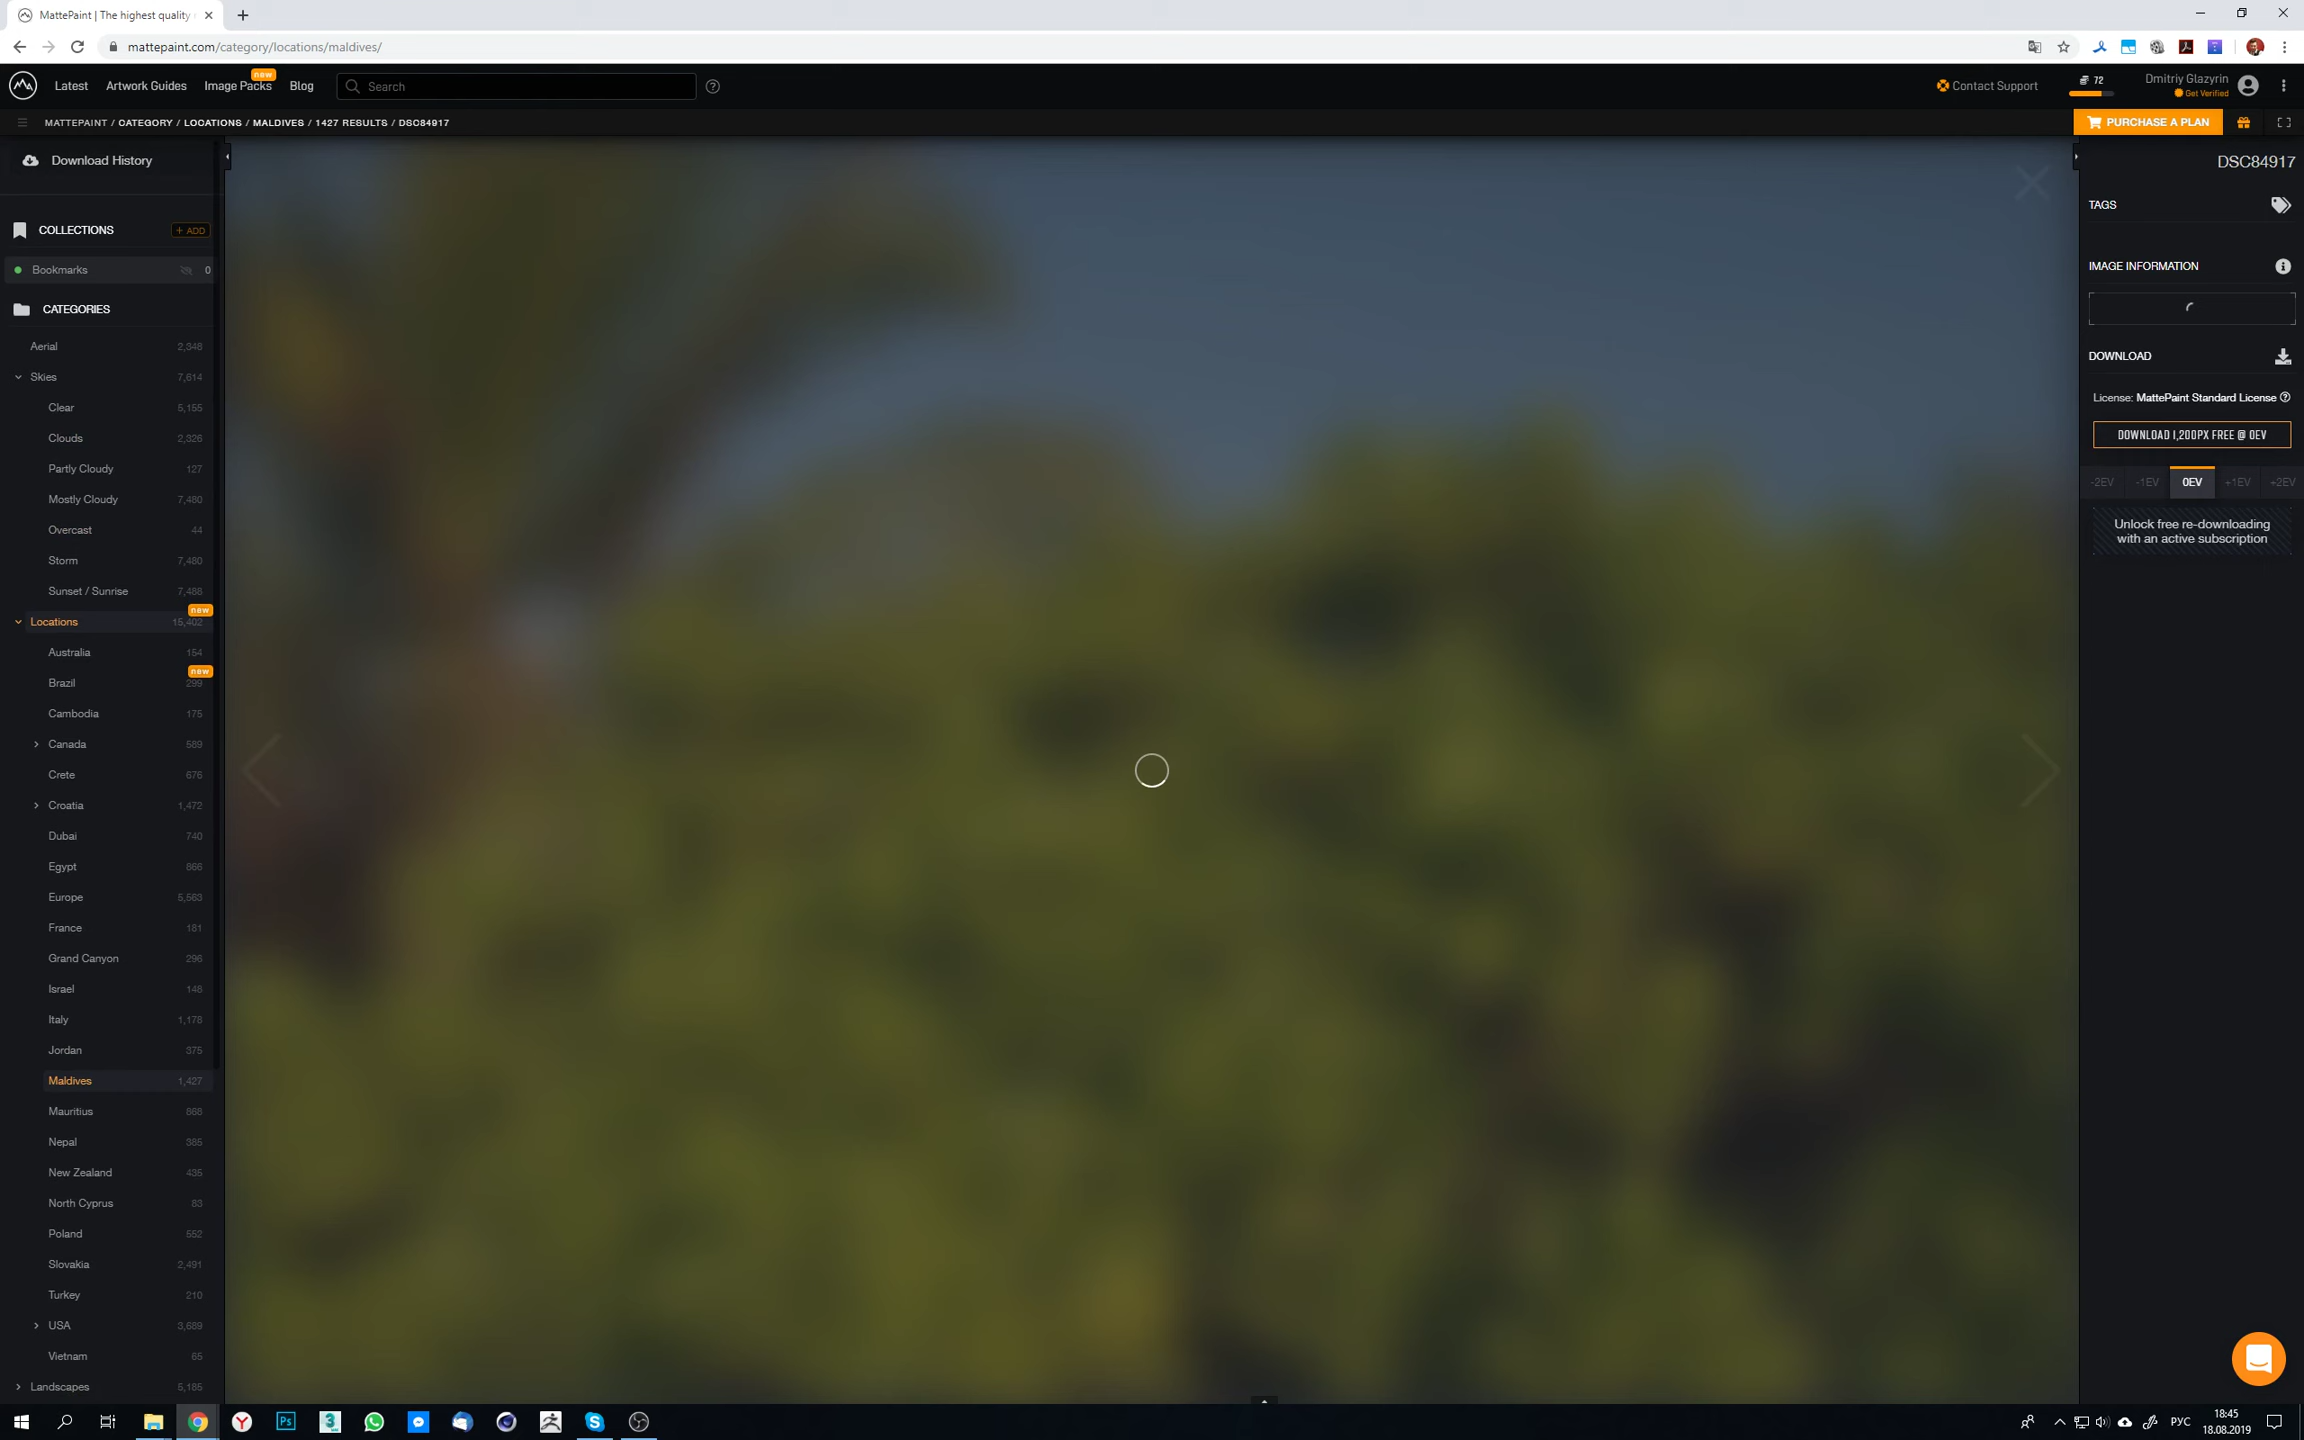 MattePaint | The highest quality
mattepaint.com/category/locations/maldives/
Latest
Artwork Guides
Image Packs
new
Blog
Search
Contact Support
72
Dmitriy Glazyrin
Get Verified
MATTEPAINT / CATEGORY / LOCATIONS / MALDIVES / 1427 RESULTS / DSC84917
PURCHASE A PLAN
Download History
COLLECTIONS
+ ADD
Bookmarks 0
CATEGORIES
Aerial 2,348
Skies 7,614
Clear 5,155
Clouds 2,326
Partly Cloudy 127
Mostly Cloudy 7,480
Overcast 44
Storm 7,480
Sunset / Sunrise 7,488
new
Locations 15,402
Australia 154
new
Brazil 299
Cambodia 175
Canada 589
Crete 676
Croatia 1,472
Dubai 740
Egypt 866
Europe 5,563
France 181
Grand Canyon 296
Israel 148
Italy 1,178
Jordan 375
Maldives 1,427
Mauritius 868
Nepal 385
New Zealand 435
North Cyprus 83
Poland 552
Slovakia 2,491
Turkey 210
USA 3,689
Vietnam 65
Landscapes 5,185
DSC84917
TAGS
IMAGE INFORMATION
DOWNLOAD
License: MattePaint Standard License
DOWNLOAD 1,200PX FREE @ 0EV
-2EV -1EV 0EV +1EV +2EV
Unlock free re-downloading
with an active subscription
РУС
18:45
18.08.2019